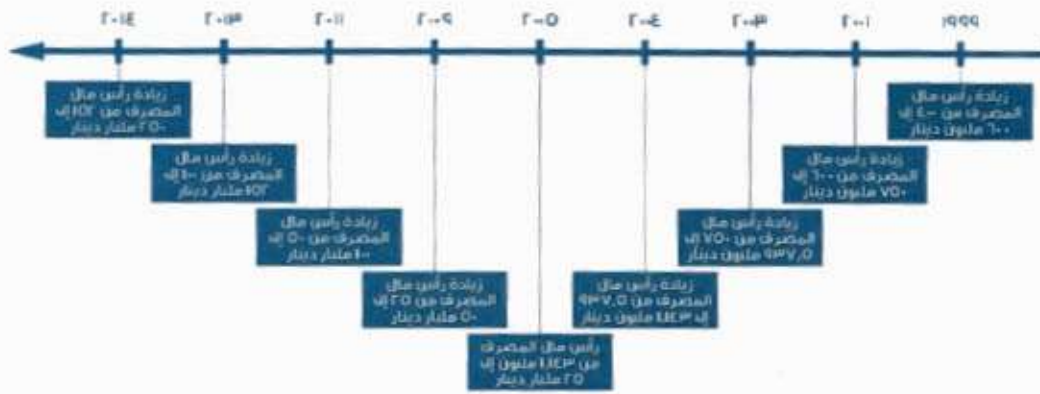 ١٩٩٩ ٢٠٠١ ٢٠٠٣ ٢٠٠٤ ٢٠٠٥ ٢٠٠٩ ٢٠١١ ٢٠١٣ ٢٠١٤
زيادة رأس مال
المصرف من ٤٠٠ إلى
٦٠٠ مليون دينار
زيادة رأس مال
المصرف من ٦٠٠ إلى
٧٥٠ مليون دينار
زيادة رأس مال
المصرف من ٧٥٠ إلى
٩٣٧,٥ مليون دينار
زيادة رأس مال
المصرف من ٩٣٧,٥
إلى ١,١٤٣ مليون دينار
رأس مال المصرف
من ١,١٤٣ مليون إلى
٢٥ مليار دينار
زيادة رأس مال
المصرف من ٢٥ إلى
٥٠ مليار دينار
زيادة رأس مال
المصرف من ٥٠ إلى
١٠٠ مليار دينار
زيادة رأس مال
المصرف من ١٠٠ إلى
١٥٢ مليار دينار
زيادة رأس مال
المصرف من ١٥٢ إلى
٢٥٠ مليار دينار